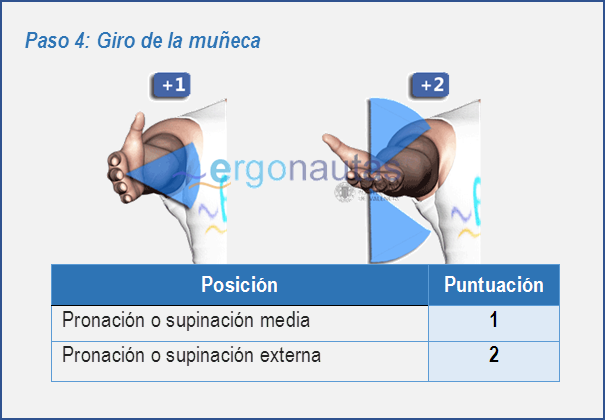 Paso 4: Giro de la muñeca
+1
+2
ergonautas
Posición Puntuación
Pronación o supinación media 1
Pronación o supinación externa 2